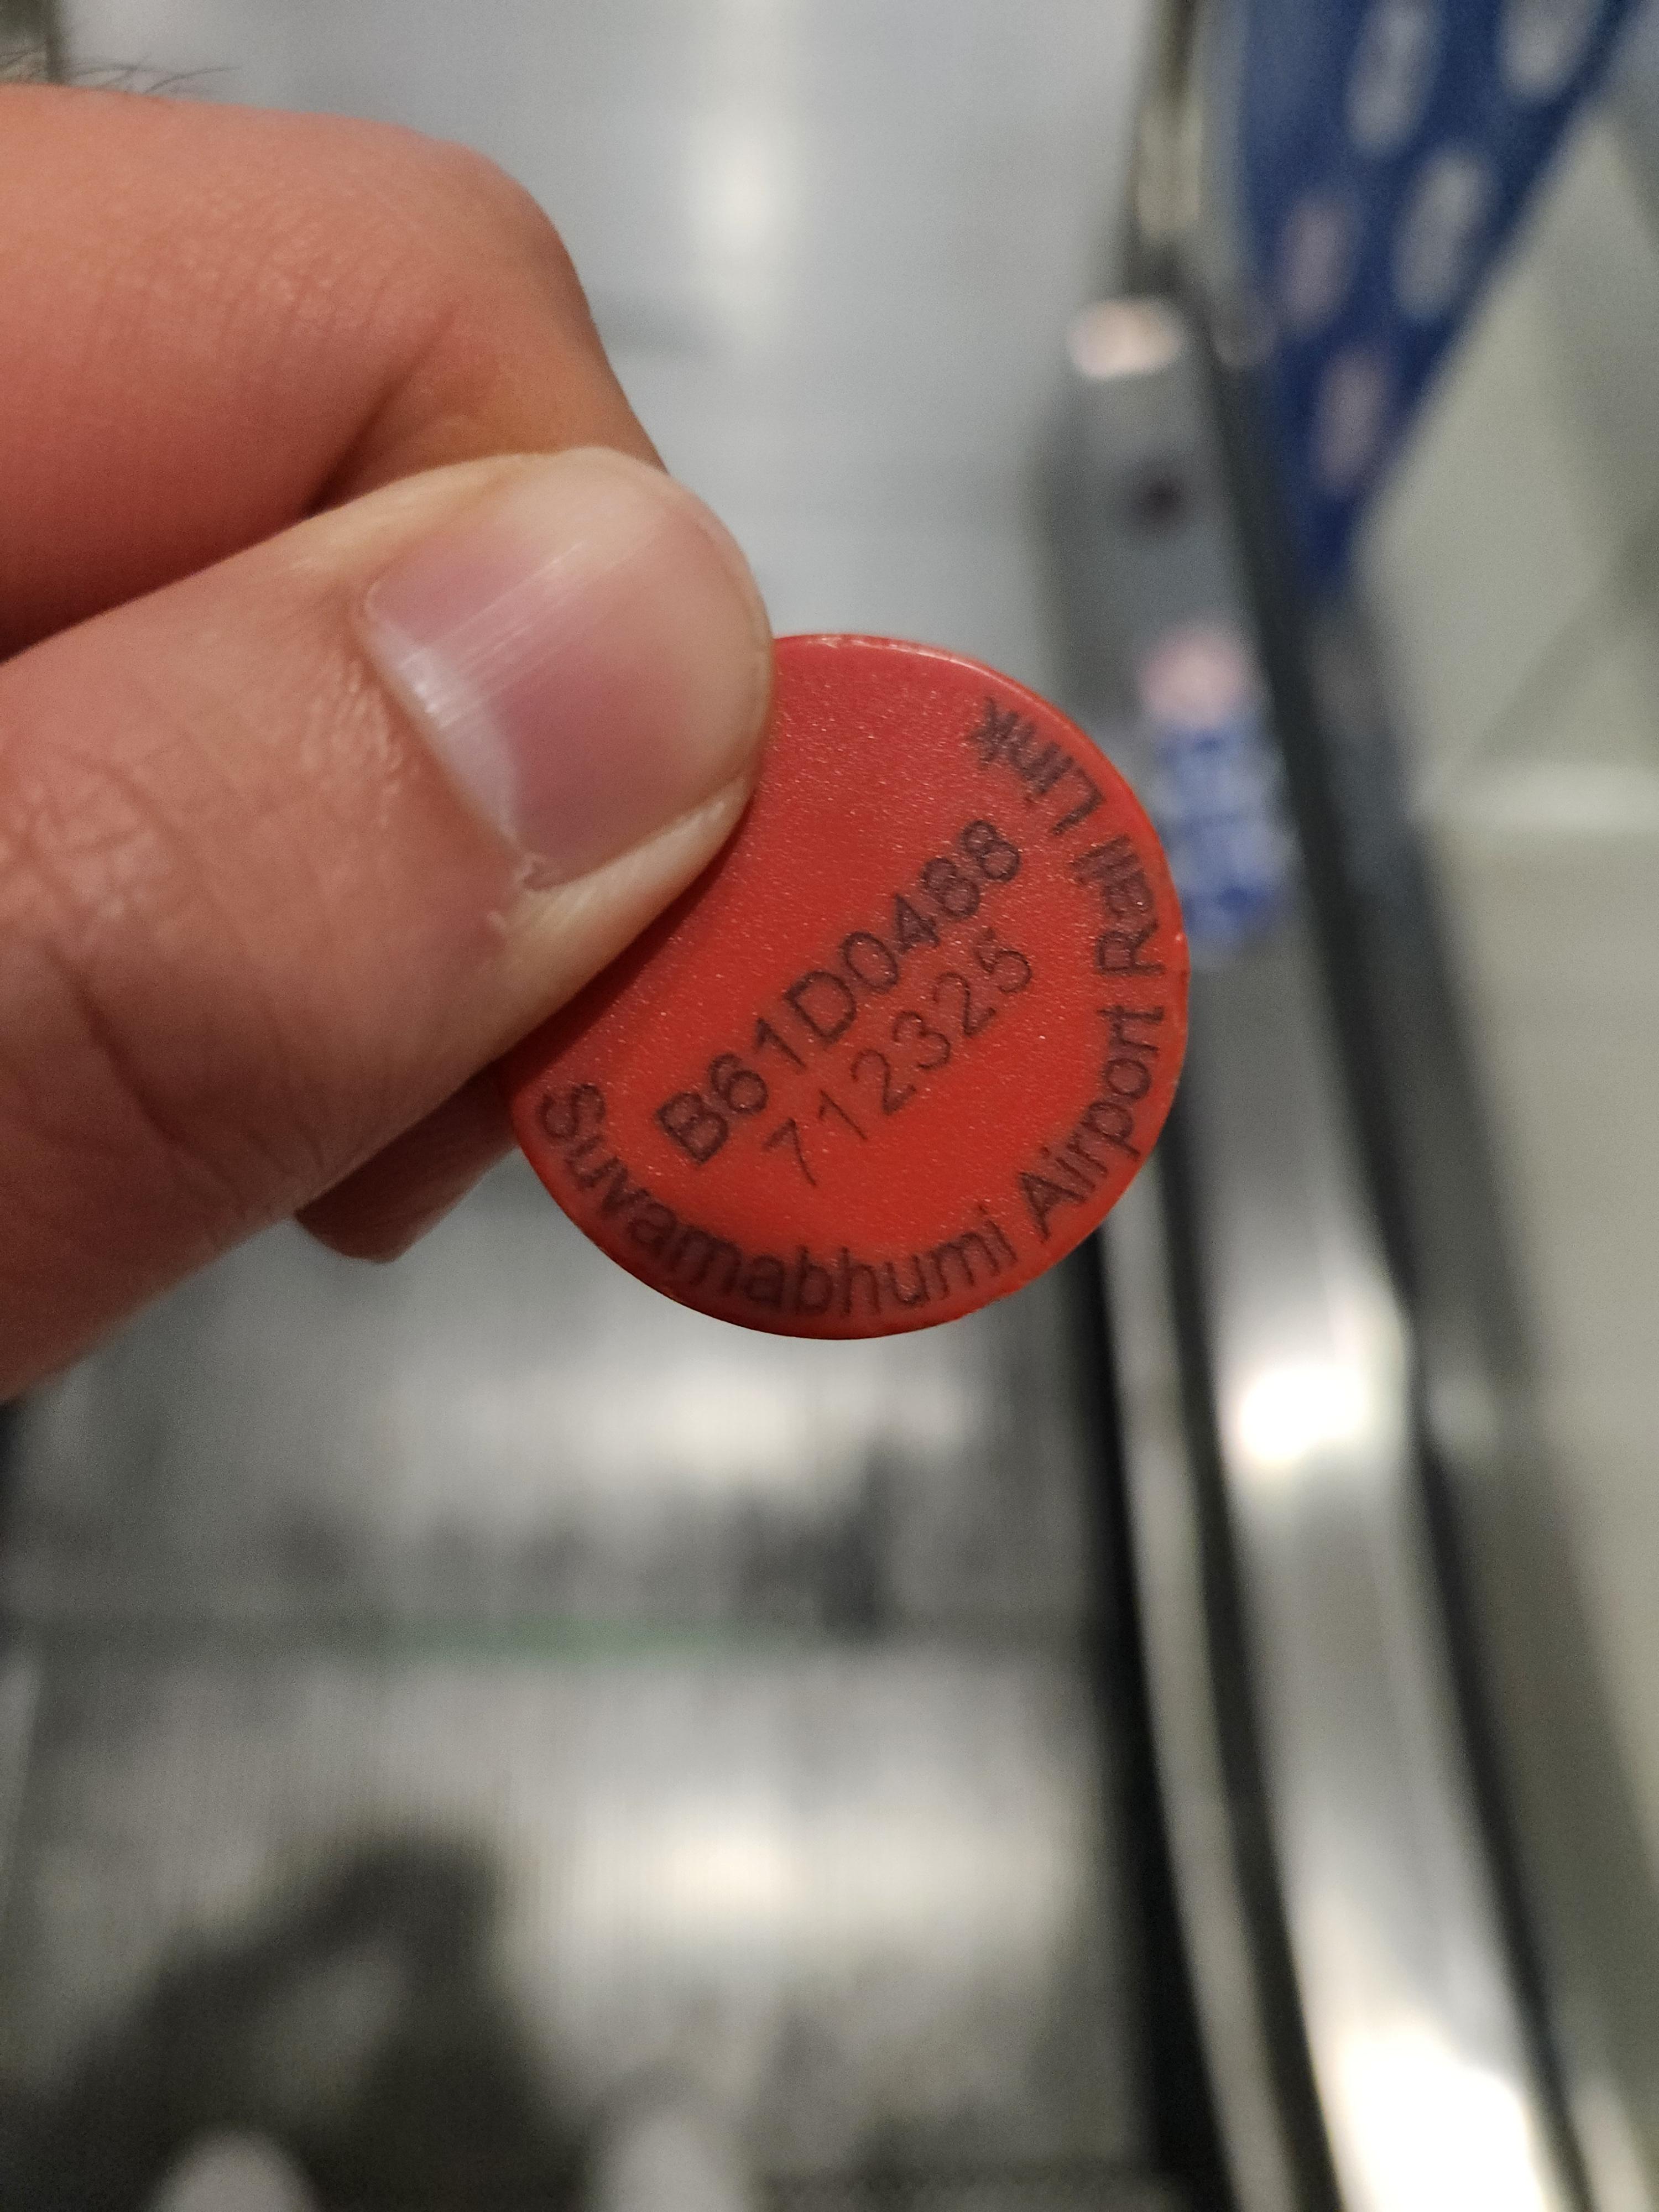 B61D0488
712325
Suvarnabhumi Airport Rail Link